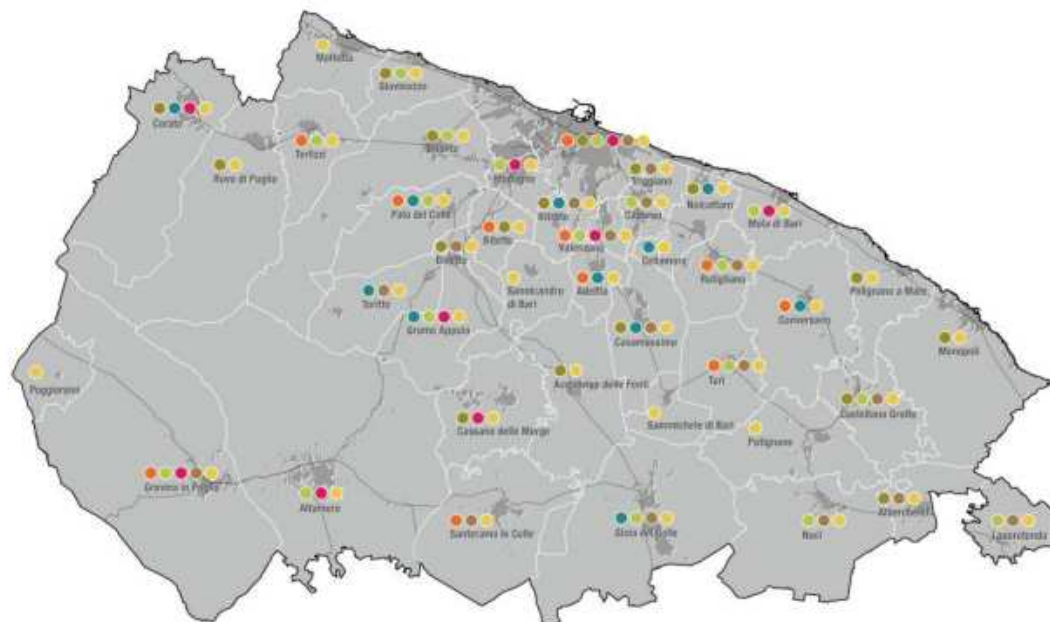 Molfetta
Giovinazzo
Corato
Terlizzi
Bitonto
Ruvo di Puglia
Modugno
Triggiano
Noicattaro
Palo del Colle
Bitritto
Capurso
Mola di Bari
Bitetto
Valenzano
Binetto
Cellamare
Rutigliano
Toritto
Sannicandro
di Bari
Adelfia
Polignano a Mare
Grumo Appula
Conversano
Casamassima
Monopoli
Poggiorsini
Acquaviva delle Fonti
Turi
Castellana Grotte
Cassano delle Murge
Sammichele di Bari
Putignano
Gravina in Puglia
Altamura
Alberobello
Santeramo in Colle
Gioia del Colle
Noci
Locorotondo